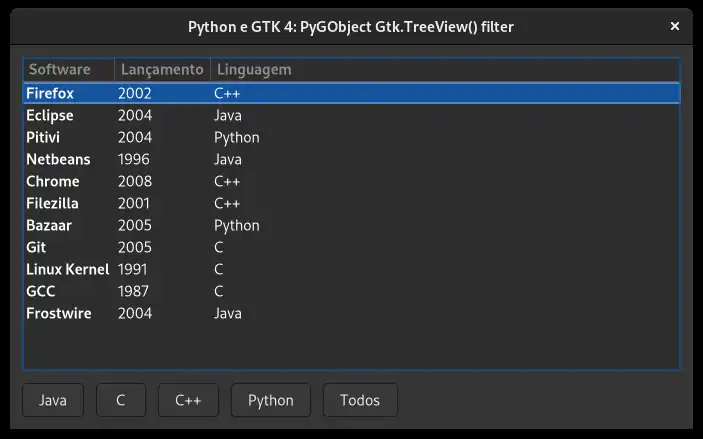 Python e GTK 4: PyGObject Gtk.TreeView() filter
Software Lançamento Linguagem
Firefox 2002 C++
Eclipse 2004 Java
Pitivi 2004 Python
Netbeans 1996 Java
Chrome 2008 C++
Filezilla 2001 C++
Bazaar 2005 Python
Git 2005 C
Linux Kernel 1991 C
GCC 1987 C
Frostwire 2004 Java
Java C C++ Python Todos